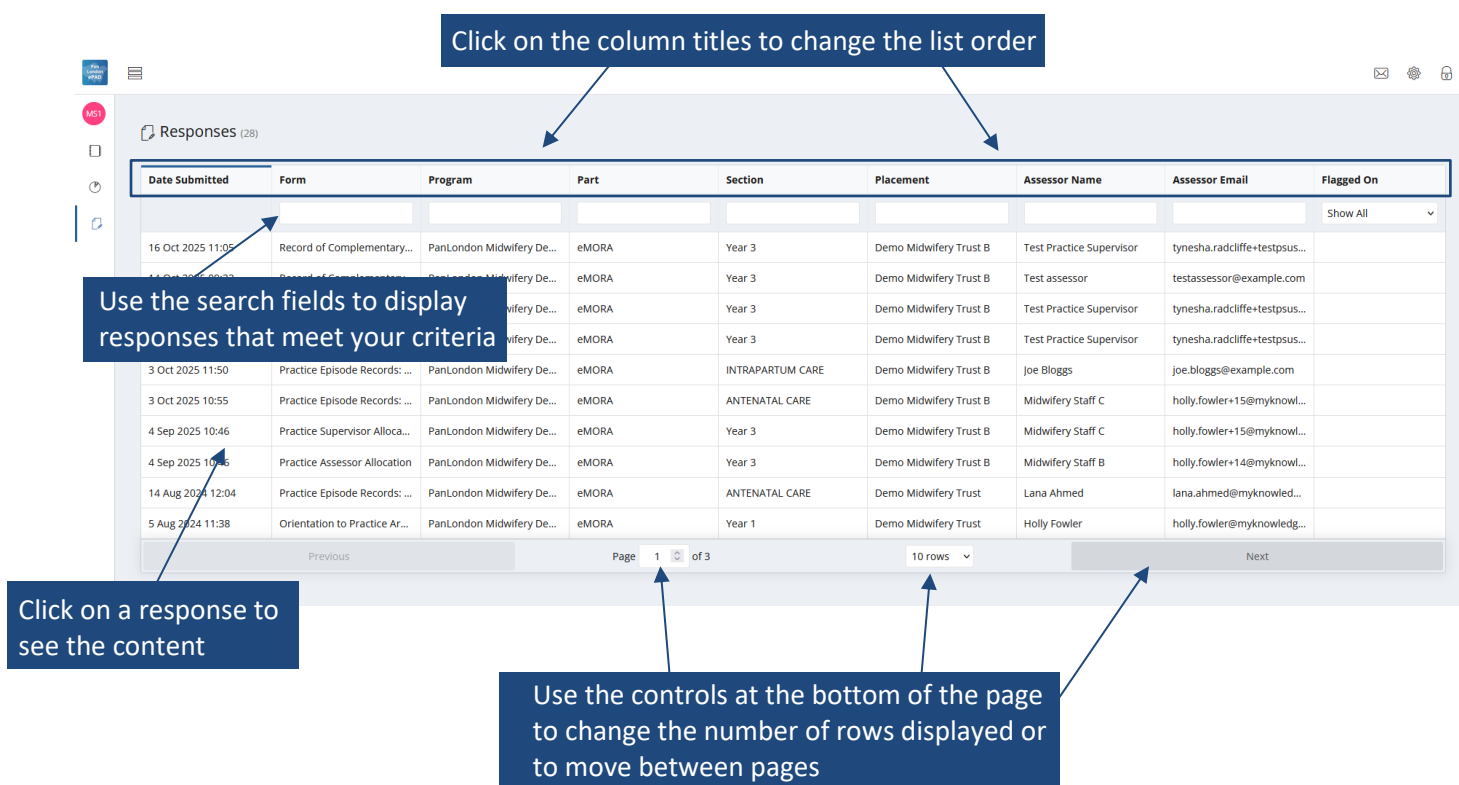 Click on the column titles to change the list order
Pan London ePAD
MS1
Responses (28)
Date Submitted Form Program Part Section Placement Assessor Name Assessor Email Flagged On
Show All
16 Oct 2025 11:05 Record of Complementary... PanLondon Midwifery De... eMORA Year 3 Demo Midwifery Trust B Test Practice Supervisor tynesha.radcliffe+testpsus...
eMORA Year 3 Demo Midwifery Trust B Test assessor testassessor@example.com
Use the search fields to display
responses that meet your criteria
wifery De... eMORA Year 3 Demo Midwifery Trust B Test Practice Supervisor tynesha.radcliffe+testpsus...
wifery De... eMORA Year 3 Demo Midwifery Trust B Test Practice Supervisor tynesha.radcliffe+testpsus...
3 Oct 2025 11:50 Practice Episode Records: ... PanLondon Midwifery De... eMORA INTRAPARTUM CARE Demo Midwifery Trust B Joe Bloggs joe.bloggs@example.com
3 Oct 2025 10:55 Practice Episode Records: ... PanLondon Midwifery De... eMORA ANTENATAL CARE Demo Midwifery Trust B Midwifery Staff C holly.fowler+15@myknowl...
4 Sep 2025 10:46 Practice Supervisor Alloca... PanLondon Midwifery De... eMORA Year 3 Demo Midwifery Trust B Midwifery Staff C holly.fowler+15@myknowl...
4 Sep 2025 10:46 Practice Assessor Allocation PanLondon Midwifery De... eMORA Year 3 Demo Midwifery Trust B Midwifery Staff B holly.fowler+14@myknowl...
14 Aug 2024 12:04 Practice Episode Records: ... PanLondon Midwifery De... eMORA ANTENATAL CARE Demo Midwifery Trust Lana Ahmed lana.ahmed@myknowled...
5 Aug 2024 11:38 Orientation to Practice Ar... PanLondon Midwifery De... eMORA Year 1 Demo Midwifery Trust Holly Fowler holly.fowler@myknowledg...
Previous Page 1 of 3 10 rows Next
Click on a response to
see the content
Use the controls at the bottom of the page
to change the number of rows displayed or
to move between pages